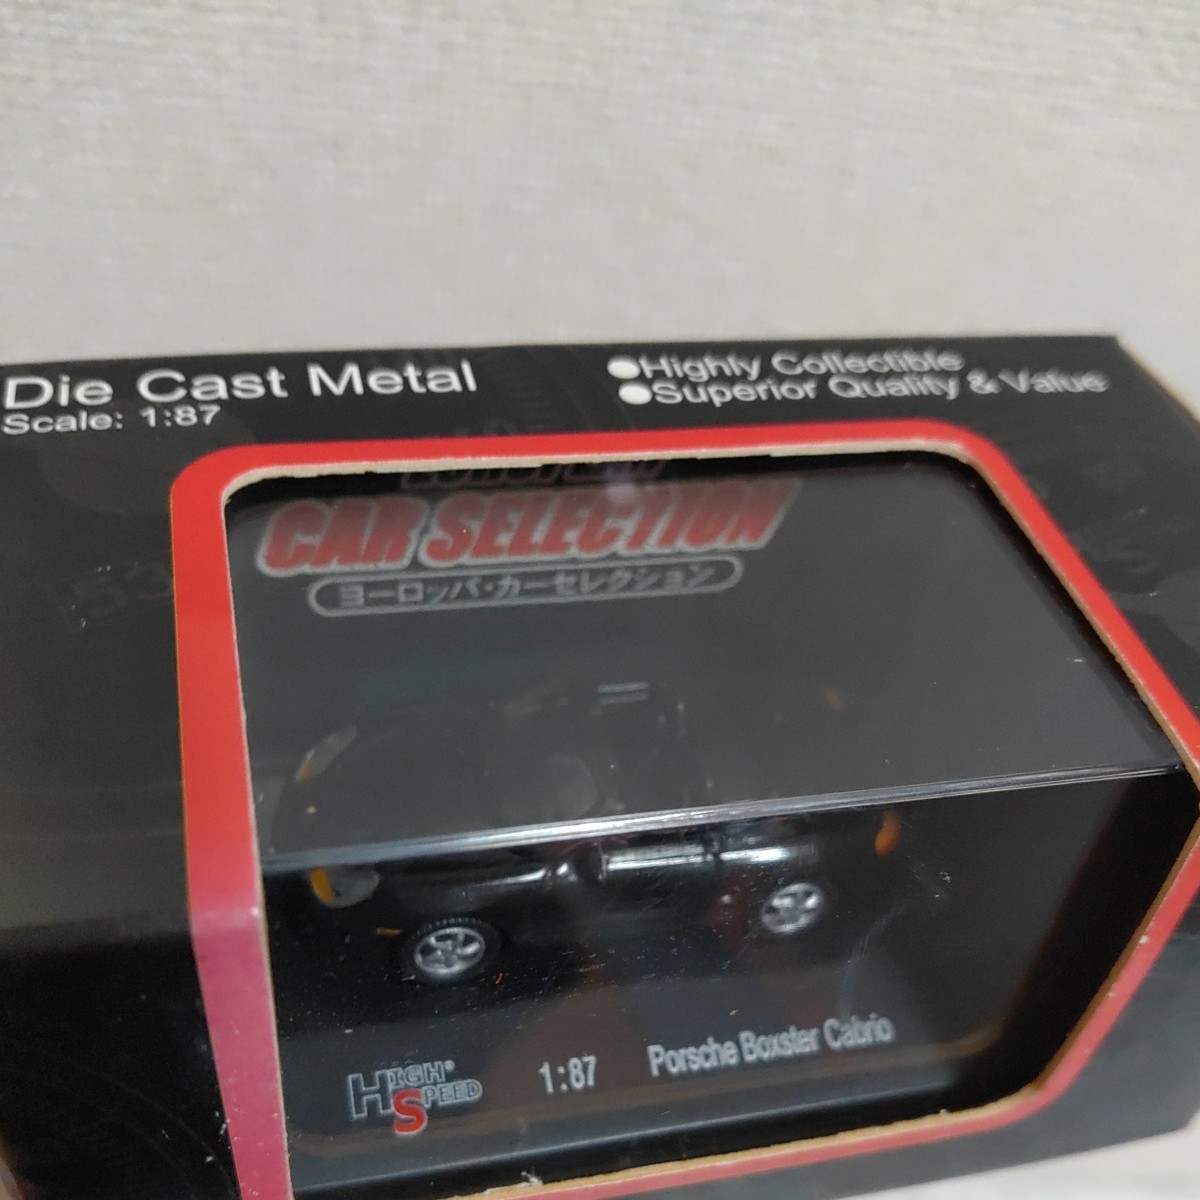 Die Cast Metal
Scale: 1:87
●Highly Collectible
●Superior Quality & Value
CAR SELECTION
ヨーロッパ・カーセレクション
HIGH SPEED
1:87
Porsche Boxster Cabrio